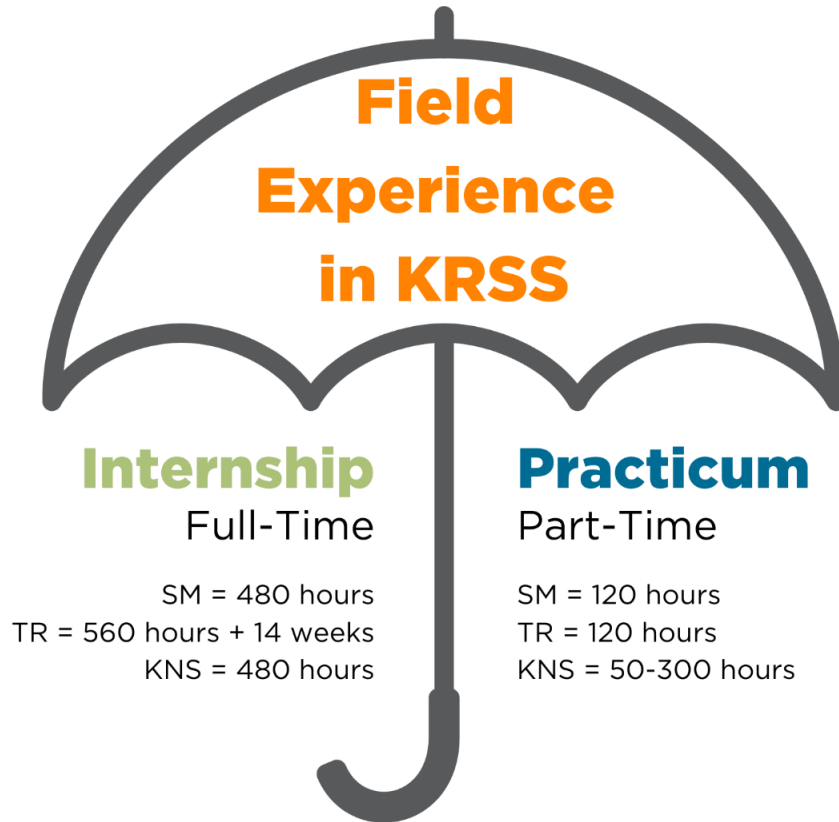 Field
Experience
in KRSS
Internship
Full-Time
SM = 480 hours
TR = 560 hours + 14 weeks
KNS = 480 hours
Practicum
Part-Time
SM = 120 hours
TR = 120 hours
KNS = 50-300 hours